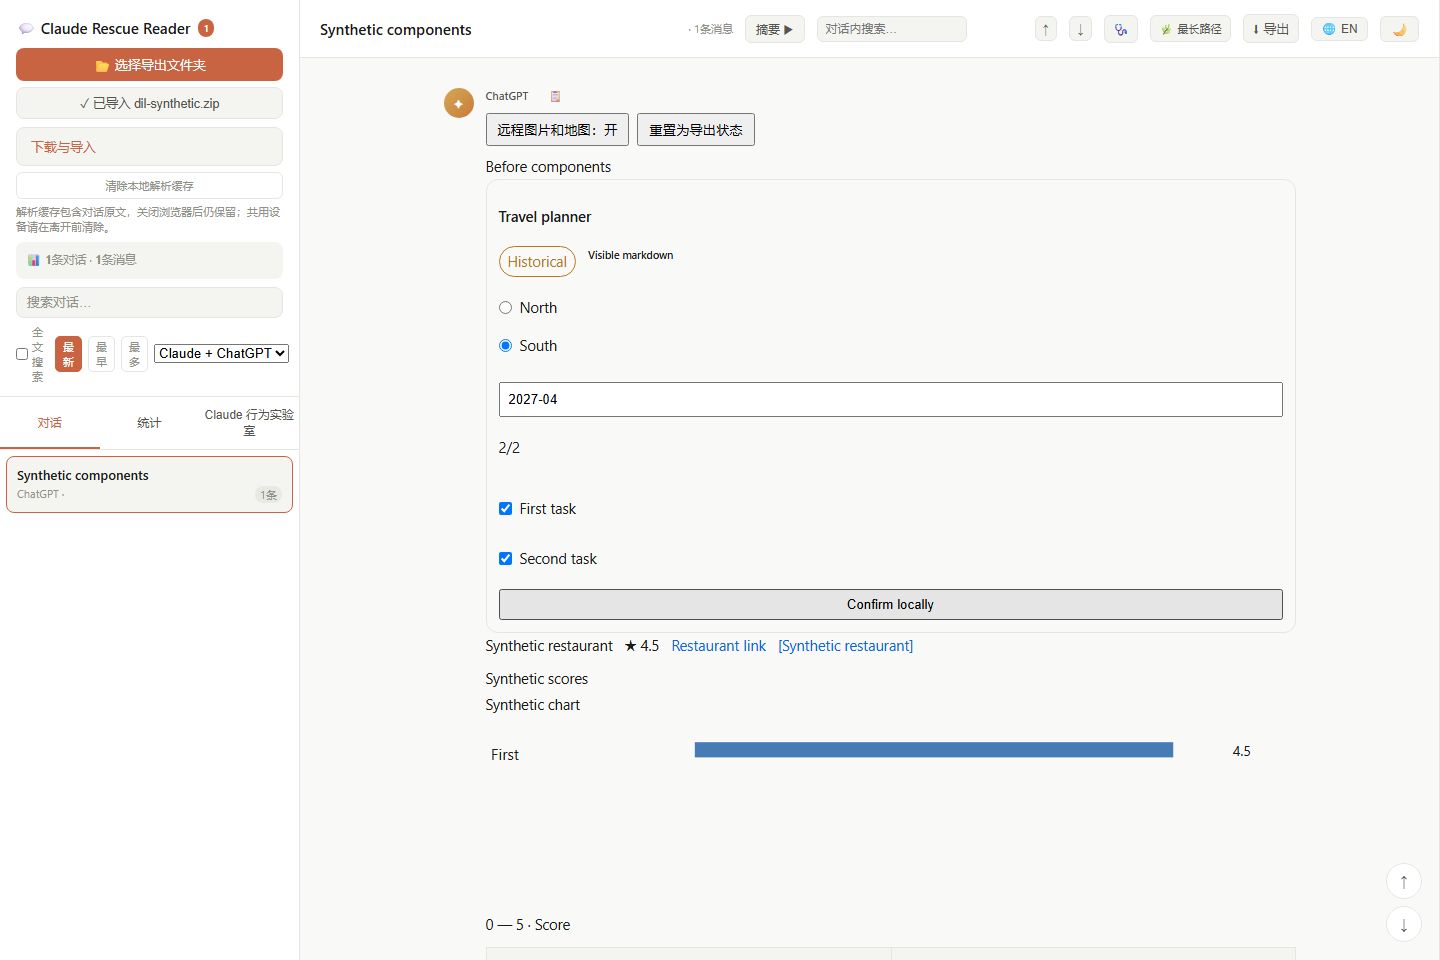 Claude Rescue Reader 1
选择导出文件夹
✓ 已导入 dil-synthetic.zip
下载与导入
清除本地解析缓存
解析缓存包含对话原文，关闭浏览器后仍保留；共用设
备请在离开前清除。
1条对话 · 1条消息
搜索对话...
全文搜索
最新
最早
最多
Claude + ChatGPT
对话
统计
Claude 行为实验
室
Synthetic components
ChatGPT ·
1条
Synthetic components
· 1条消息
摘要 ▶
对话内搜索...
↑
↓
最长路径
⬇ 导出
EN
ChatGPT
远程图片和地图：开
重置为导出状态
Before components
Travel planner
Historical
Visible markdown
North
South
2027-04
2/2
First task
Second task
Confirm locally
Synthetic restaurant ★ 4.5 Restaurant link [Synthetic restaurant]
Synthetic scores
Synthetic chart
First
4.5
0 — 5 · Score
↑
↓